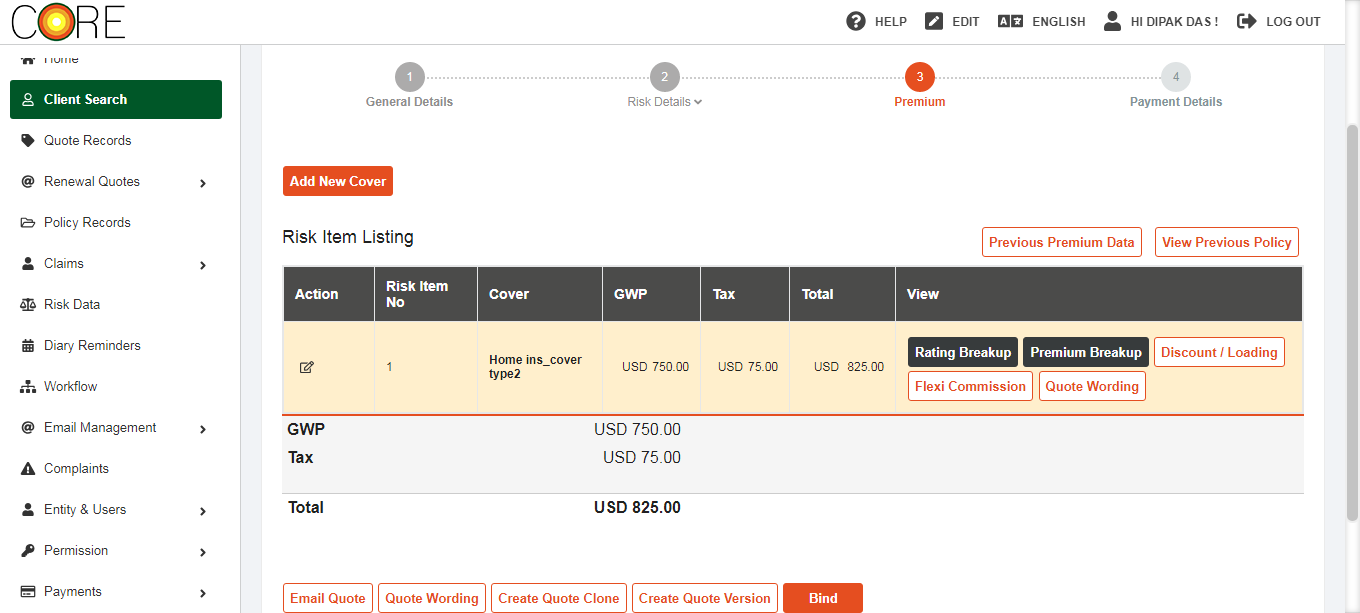 CORE
HELP
EDIT
ENGLISH
HI DIPAK DAS !
LOG OUT
Home
Client Search
Quote Records
Renewal Quotes
Policy Records
Claims
Risk Data
Diary Reminders
Workflow
Email Management
Complaints
Entity & Users
Permission
Payments
1
General Details
2
Risk Details
3
Premium
4
Payment Details
Add New Cover
Risk Item Listing
Previous Premium Data
View Previous Policy
Action
Risk Item
No
Cover
GWP
Tax
Total
View
1
Home ins_cover
type2
USD 750.00
USD 75.00
USD 825.00
Rating Breakup
Premium Breakup
Discount / Loading
Flexi Commission
Quote Wording
GWP USD 750.00
Tax USD 75.00
Total USD 825.00
Email Quote
Quote Wording
Create Quote Clone
Create Quote Version
Bind